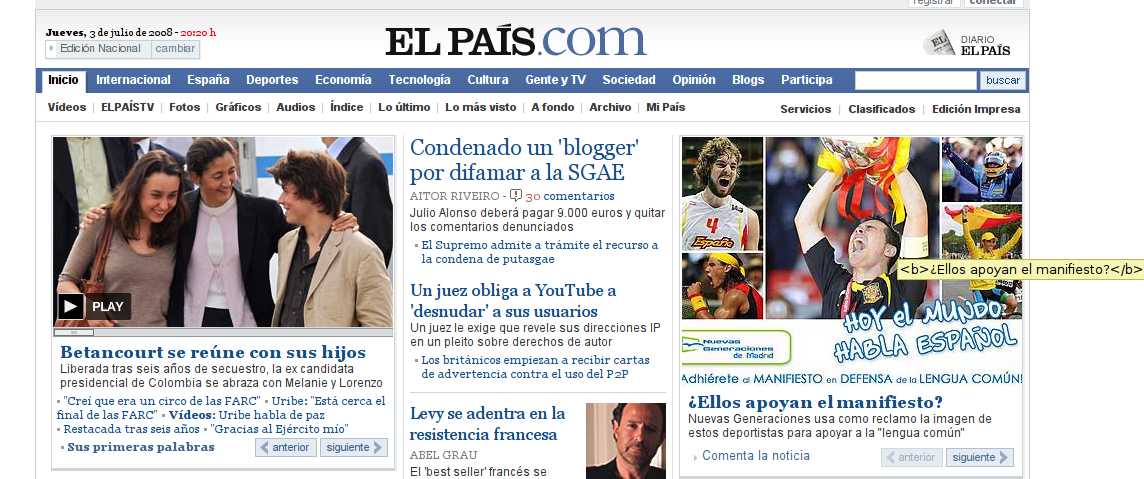 registrar conectar
Jueves, 3 de julio de 2008 - 20:20 h
Edición Nacional cambiar
EL PAÍS.com
DIARIO
EL PAÍS
Inicio Internacional España Deportes Economía Tecnología Cultura Gente y TV Sociedad Opinión Blogs Participa buscar
Vídeos ELPAÍSTV Fotos Gráficos Audios Índice Lo último Lo más visto A fondo Archivo Mi País Servicios Clasificados Edición Impresa
PLAY
Betancourt se reúne con sus hijos
Liberada tras seis años de secuestro, la ex candidata
presidencial de Colombia se abraza con Melanie y Lorenzo
"Creí que era un circo de las FARC" Uribe: "Está cerca el
final de las FARC" Vídeos: Uribe habla de paz
Restacada tras seis años "Gracias al Ejército mío"
Sus primeras palabras anterior siguiente
Condenado un 'blogger'
por difamar a la SGAE
AITOR RIVEIRO - 30 comentarios
Julio Alonso deberá pagar 9.000 euros y quitar
los comentarios denunciados
El Supremo admite a trámite el recurso a
la condena de putasgae
Un juez obliga a YouTube a
'desnudar' a sus usuarios
Un juez le exige que revele sus direcciones IP
en un pleito sobre derechos de autor
Los británicos empiezan a recibir cartas
de advertencia contra el uso del P2P
Levy se adentra en la
resistencia francesa
ABEL GRAU
El 'best seller' francés se
4
España
<b>¿Ellos apoyan el manifiesto?</b>
HOY el MUNDO
HABLA ESPAÑOL
Nuevas
Generaciones
de Madrid
Adhiérete al MANIFIESTO en DEFENSA de la LENGUA COMÚN
¿Ellos apoyan el manifiesto?
Nuevas Generaciones usa como reclamo la imagen de
estos deportistas para apoyar a la "lengua común"
Comenta la noticia anterior siguiente